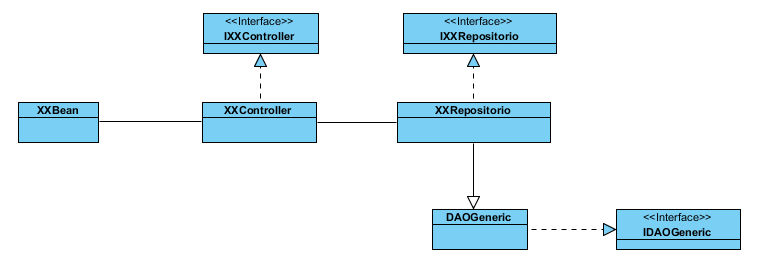 <<Interface>>
IXXController
<<Interface>>
IXXRepositorio
XXBean
XXController
XXRepositorio
DAOGeneric
<<Interface>>
IDAOGeneric